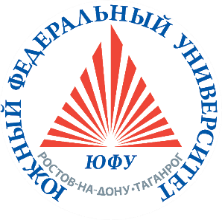 ЮЖНЫЙ ФЕДЕРАЛЬНЫЙ УНИВЕРСИТЕТ
ЮФУ
РОСТОВ-НА-ДОНУ•ТАГАНРОГ